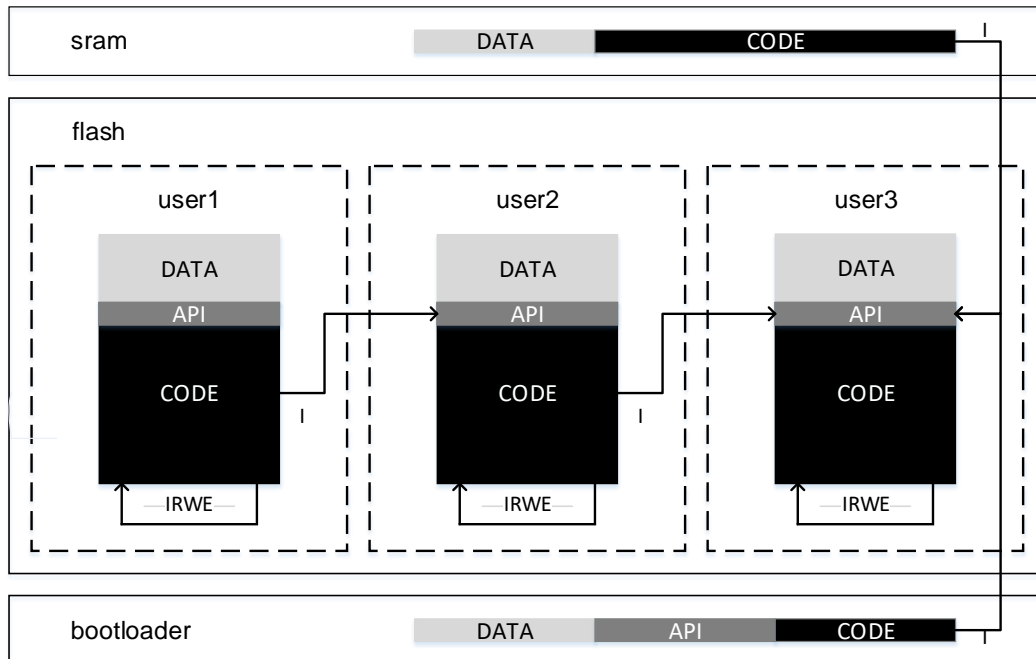 sram
DATA CODE I
flash
user1 user2 user3
DATA DATA DATA
API API API
CODE CODE CODE
I I
IRWE IRWE IRWE
bootloader
DATA API CODE I